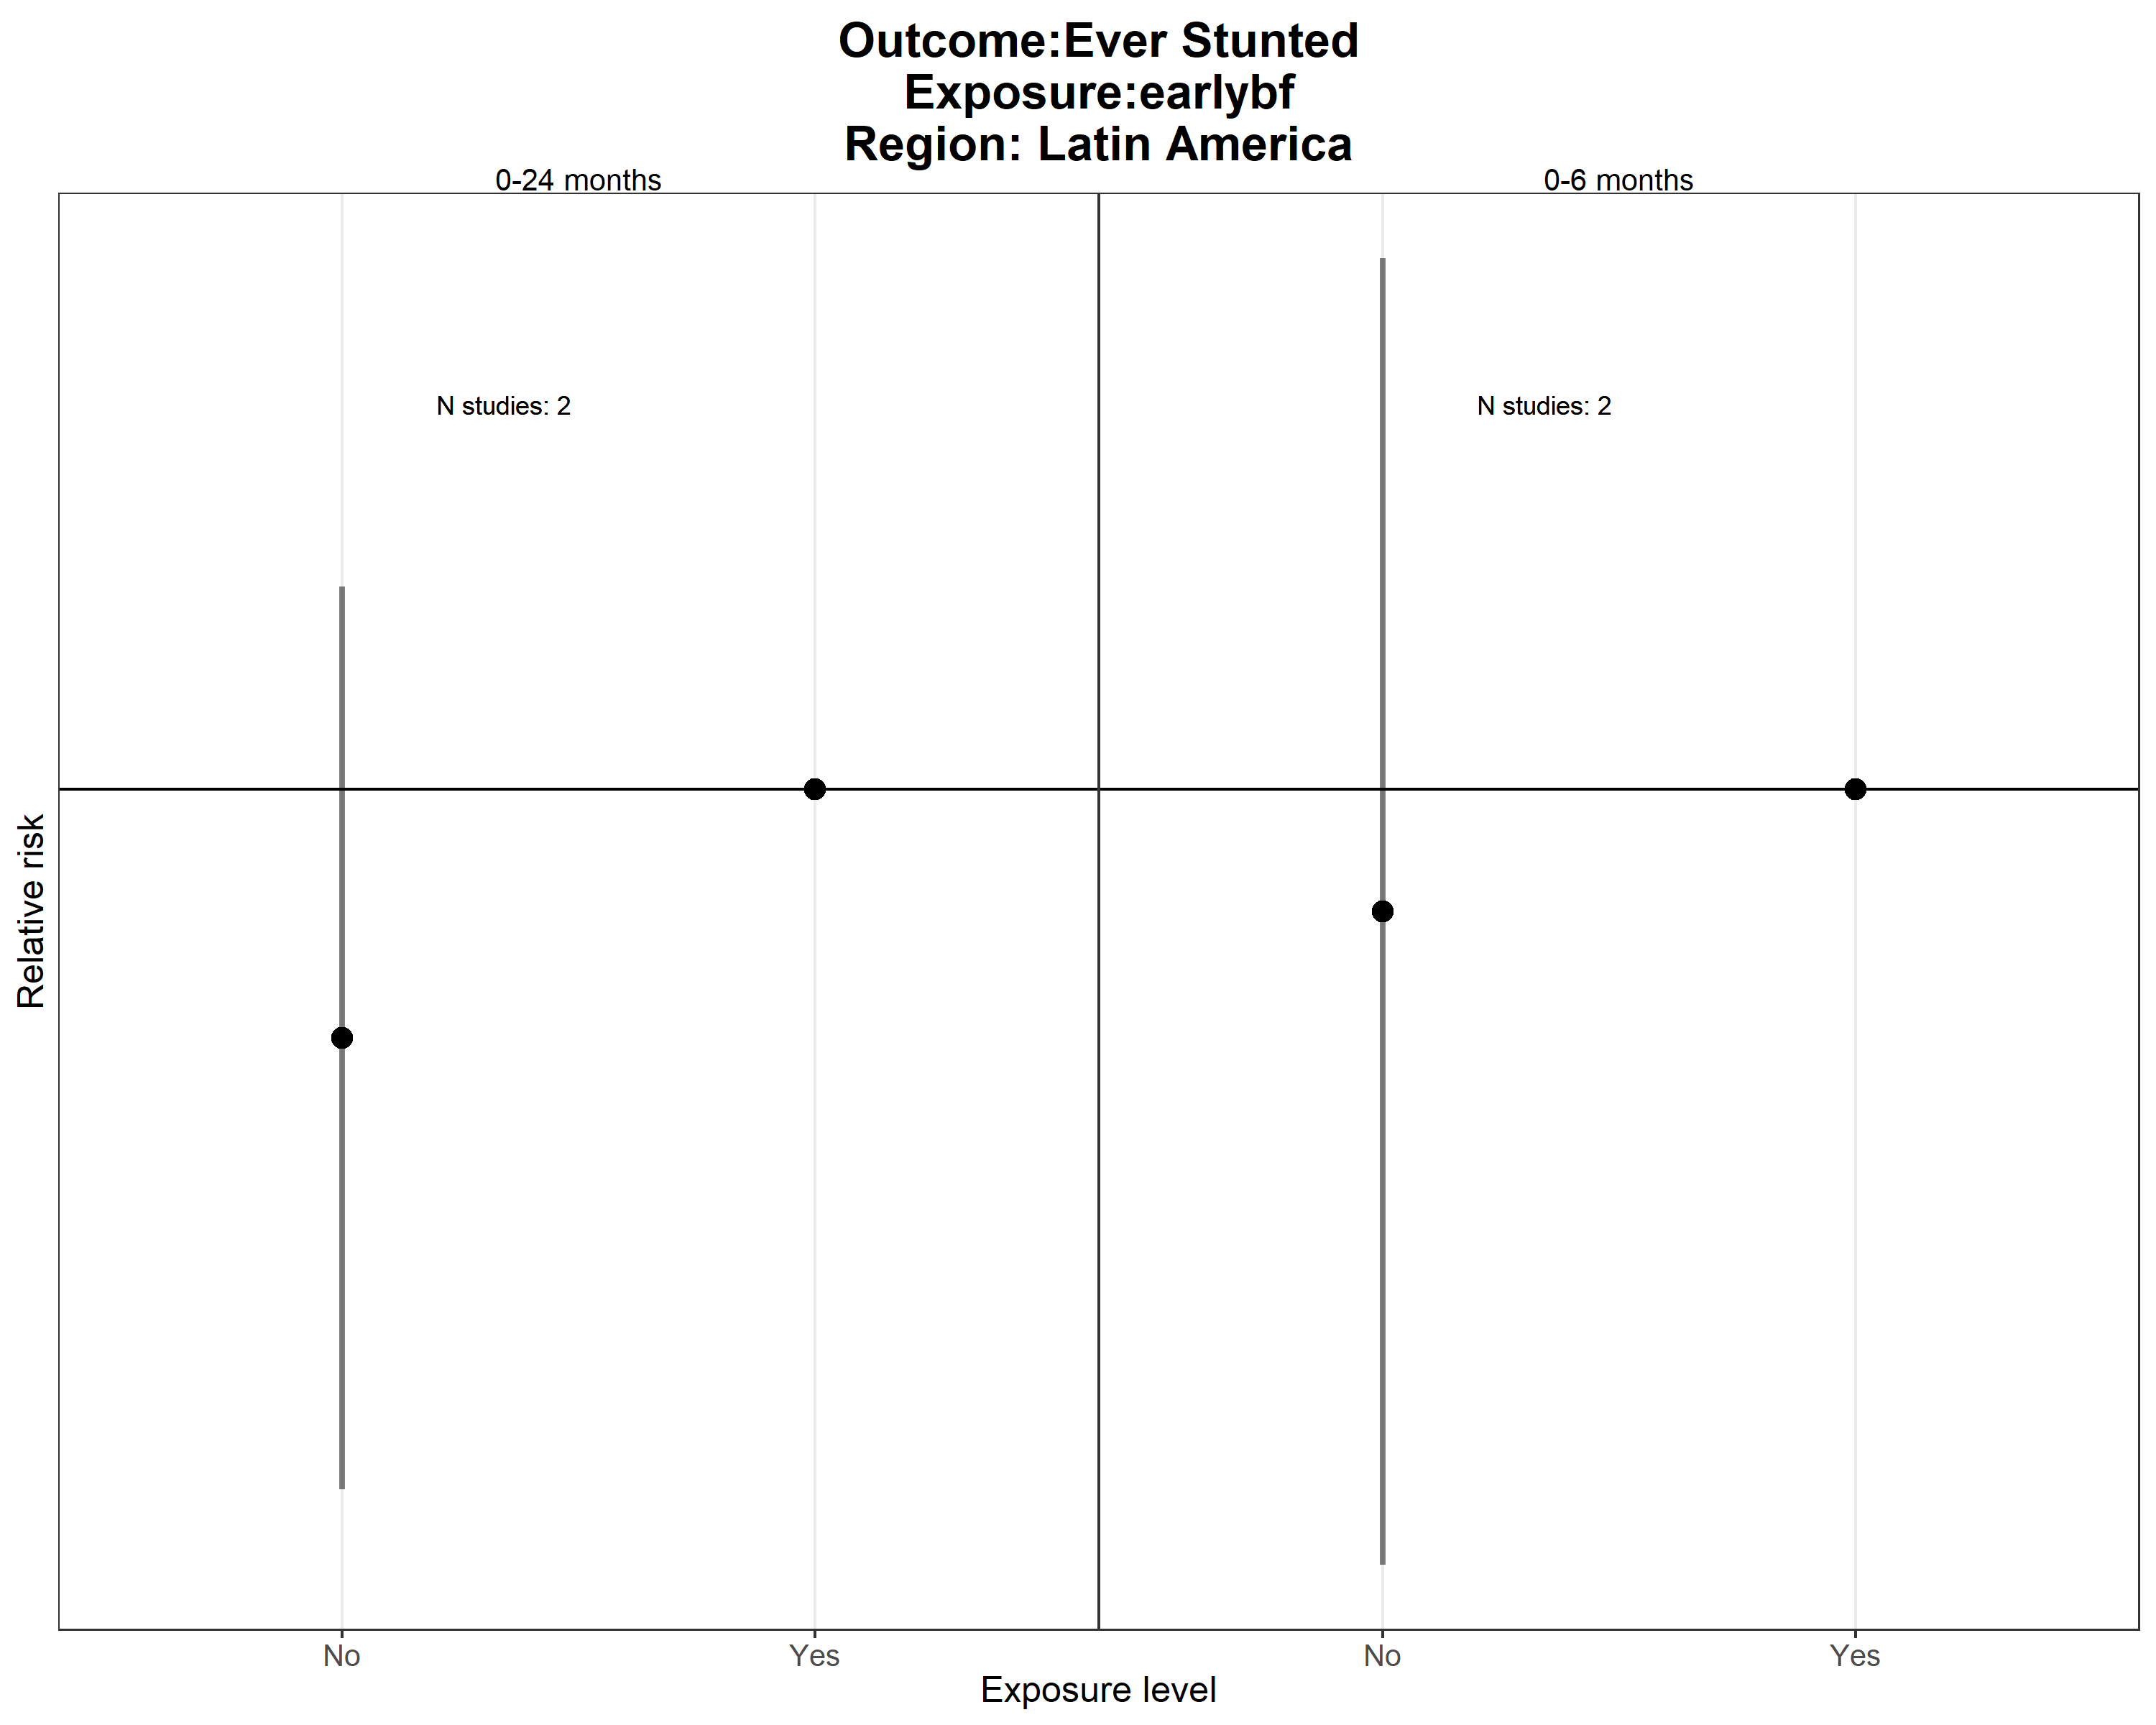 Outcome:Ever Stunted
Exposure:earlybf
Region: Latin America
0-24 months
0-6 months
N studies: 2
N studies: 2
Relative risk
No
Yes
No
Yes
Exposure level